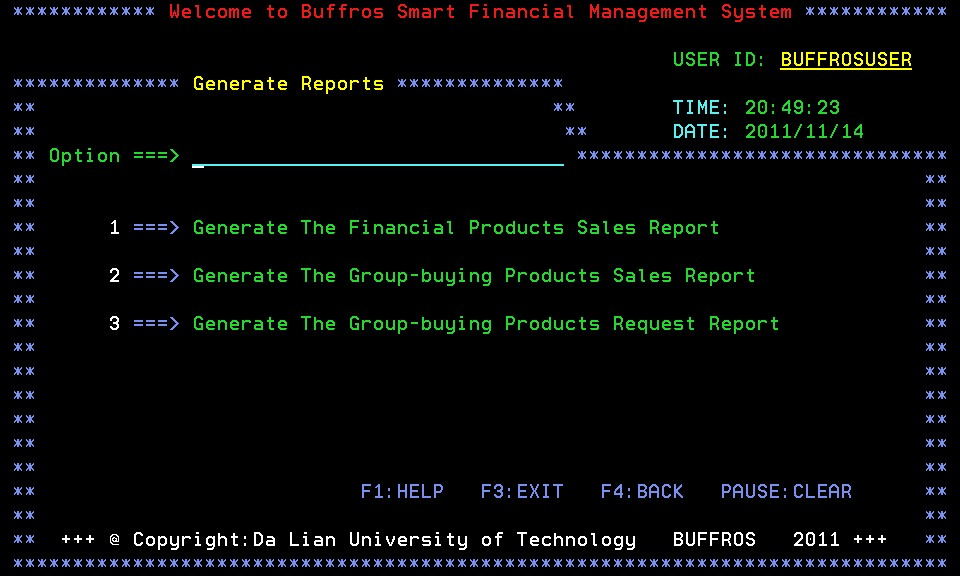 ************ Welcome to Buffros Smart Financial Management System ************
USER ID: BUFFROSUSER
************** Generate Reports **************
** ** TIME: 20:49:23
** ** DATE: 2011/11/14
** Option ===> _______________________________ *******************************
** **
** **
** 1 ===> Generate The Financial Products Sales Report **
** **
** 2 ===> Generate The Group-buying Products Sales Report **
** **
** 3 ===> Generate The Group-buying Products Request Report **
** **
** **
** **
** **
** **
** **
** F1:HELP F3:EXIT F4:BACK PAUSE:CLEAR **
** **
** +++ @ Copyright:Da Lian University of Technology BUFFROS 2011 +++ **
******************************************************************************